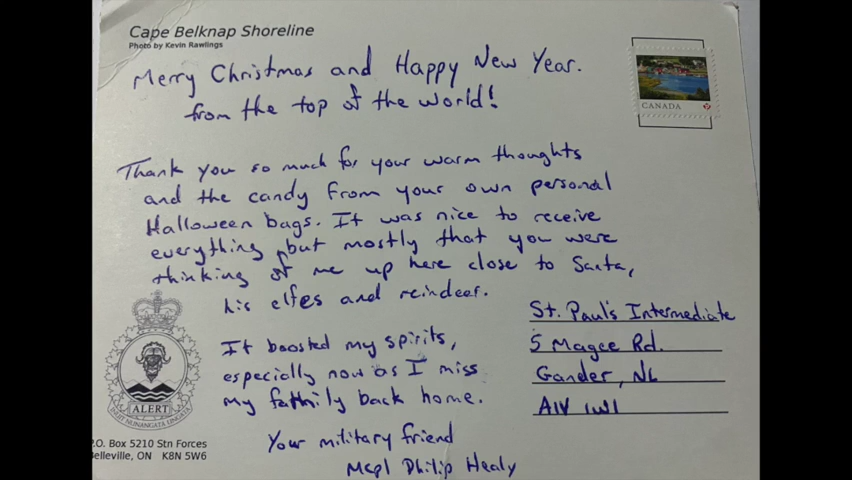 Cape Belknap Shoreline
Photo by Kevin Rawlings
CANADA
P
Merry Christmas and Happy New Year.
from the top of the world!
Thank you so much for your warm thoughts
and the candy from your own personal
Halloween bags. It was nice to receive
everything, but mostly that you were
thinking of me up here close to Santa,
his elfes and reindeer.
It boosted my spirits,
especially now as I miss
my family back home.
Your military friend
Mcpl Philip Healy
St. Paul's Intermediate
5 Magee Rd.
Gander, NL
A1V 1W1
ALERT
INUIT NUNANGATA UNGATA
P.O. Box 5210 Stn Forces
Belleville, ON K8N 5W6